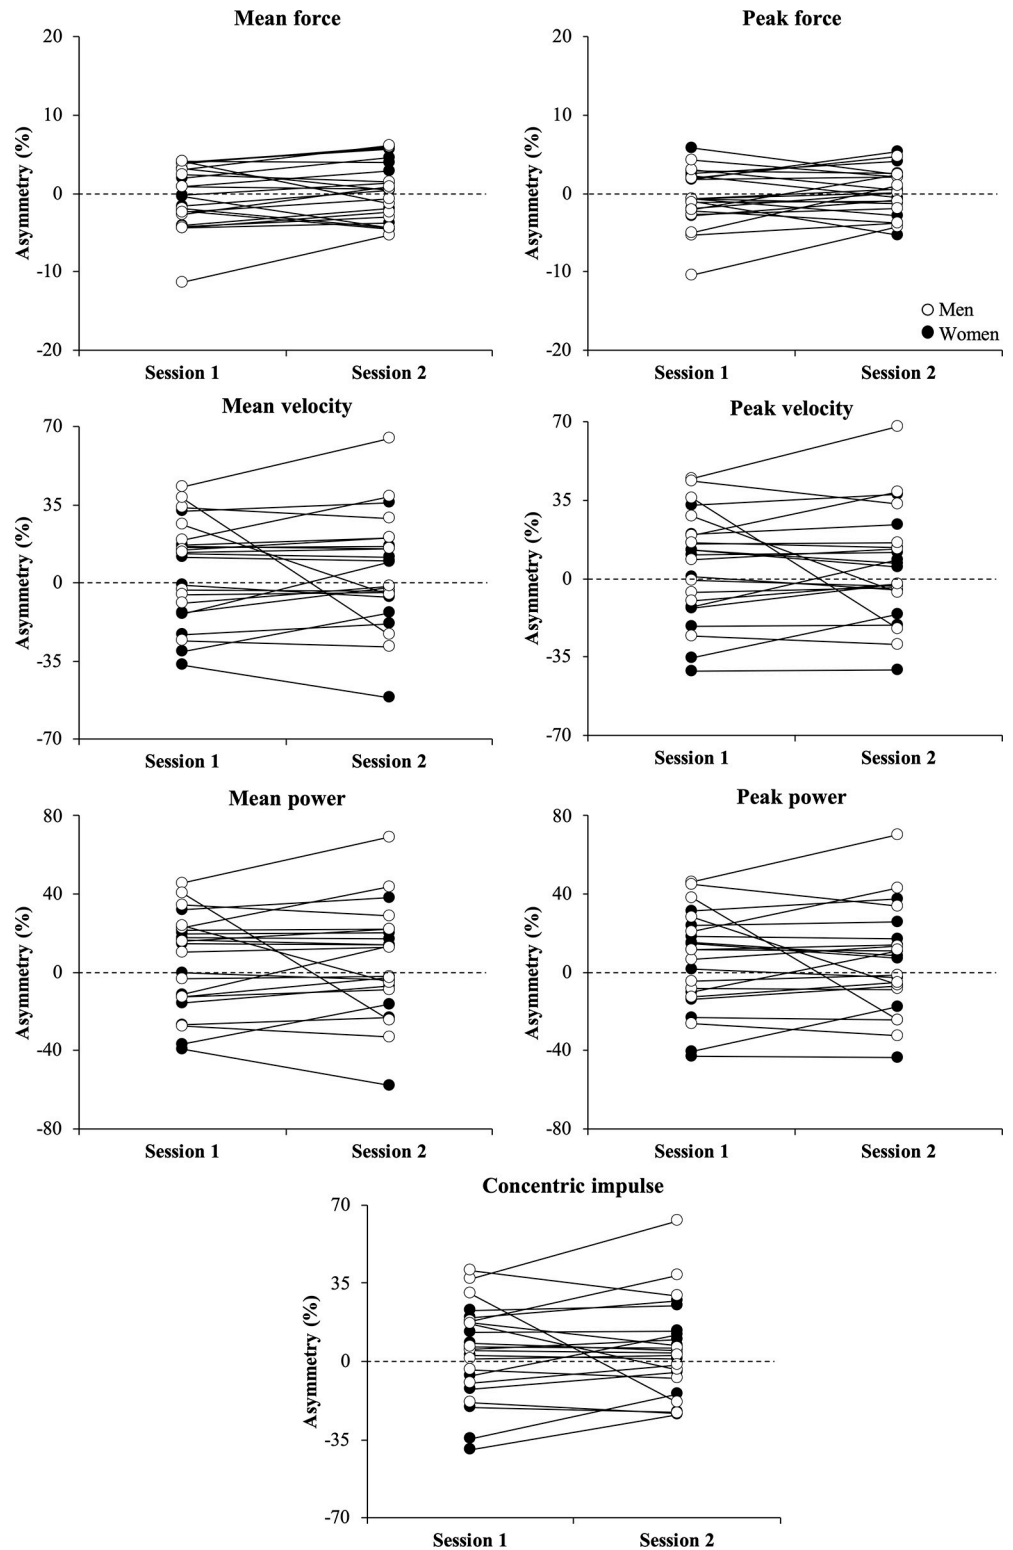 Mean force
Peak force
20
10
0
-10
-20
Asymmetry (%)
Session 1
Session 2
20
10
0
-10
-20
Asymmetry (%)
Men
Women
Session 1
Session 2
Mean velocity
Peak velocity
70
35
0
-35
-70
Asymmetry (%)
Session 1
Session 2
70
35
0
-35
-70
Asymmetry (%)
Session 1
Session 2
Mean power
Peak power
80
40
0
-40
-80
Asymmetry (%)
Session 1
Session 2
80
40
0
-40
-80
Asymmetry (%)
Session 1
Session 2
Concentric impulse
70
35
0
-35
-70
Asymmetry (%)
Session 1
Session 2